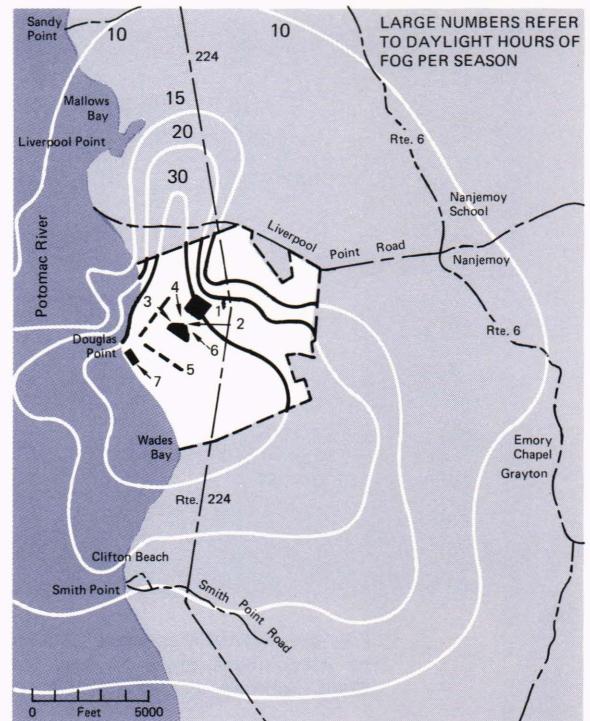 LARGE NUMBERS REFER
TO DAYLIGHT HOURS OF
FOG PER SEASON
Sandy
Point
10
10
224
Mallows
Bay
15
Liverpool Point
20
Rte. 6
30
Nanjemoy
School
Potomac River
Liverpool Point Road
Nanjemoy
4
3
1
2
Rte. 6
Douglas
Point
6
5
7
Wades
Bay
Emory
Chapel
Grayton
Rte. 224
Clifton Beach
Smith Point
Smith Point Road
0 Feet 5000